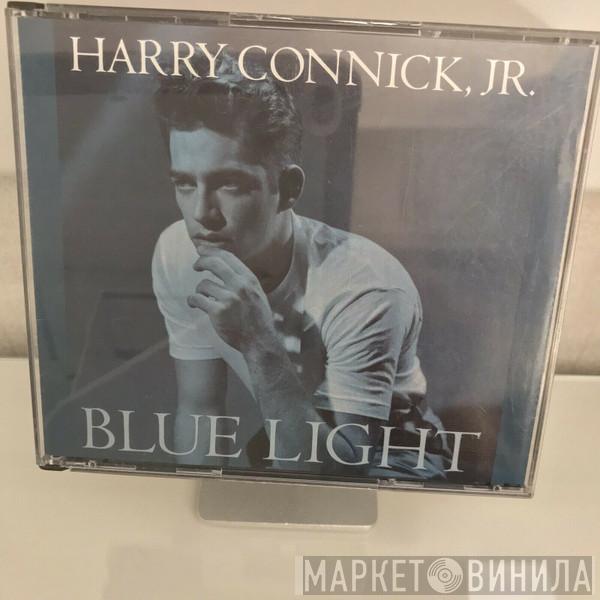 HARRY CONNICK, JR.
BLUE LIGHT
МАРКЕТ ВИНИЛА